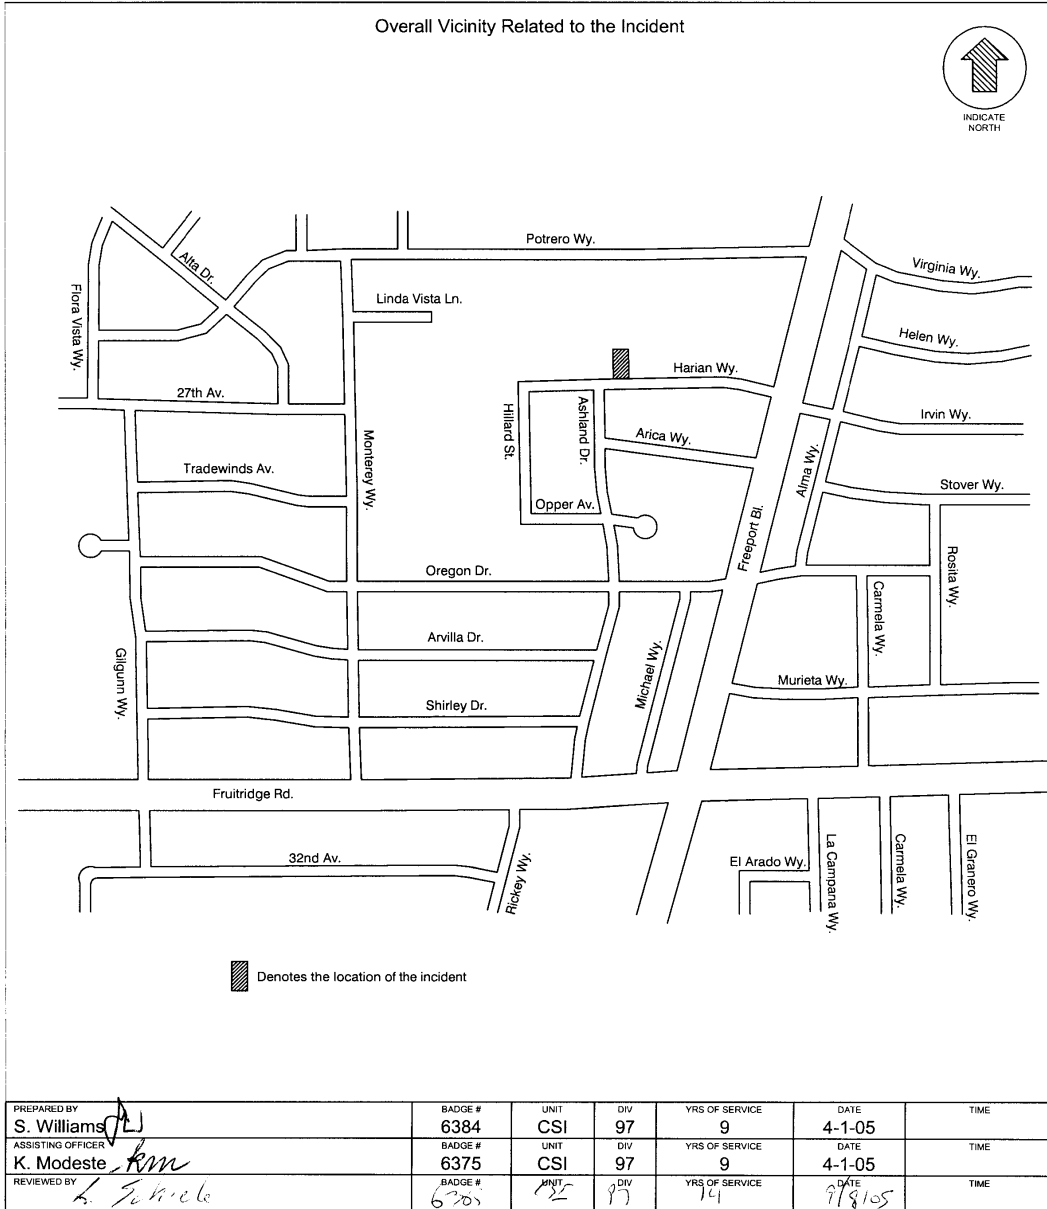 Overall Vicinity Related to the Incident
INDICATE
NORTH
Potrero Wy.
Virginia Wy.
Alta Dr.
Flora Vista Wy.
Linda Vista Ln.
Helen Wy.
Harian Wy.
27th Av.
Hillard St.
Ashland Dr.
Irvin Wy.
Monterey Wy.
Arica Wy.
Tradewinds Av.
Alma Wy.
Stover Wy.
Opper Av.
Freeport Bl.
Oregon Dr.
Rosita Wy.
Carmela Wy.
Arvilla Dr.
Gilgunn Wy.
Michael Wy.
Murieta Wy.
Shirley Dr.
Fruitridge Rd.
32nd Av.
Rickey Wy.
El Arado Wy.
La Campana Wy.
Carmela Wy.
El Granero Wy.
Denotes the location of the incident
PREPARED BY BADGE # UNIT DIV YRS OF SERVICE DATE TIME
S. Williams 6384 CSI 97 9 4-1-05
ASSISTING OFFICER BADGE # UNIT DIV YRS OF SERVICE DATE TIME
K. Modeste km 6375 CSI 97 9 4-1-05
REVIEWED BY BADGE # UNIT DIV YRS OF SERVICE DATE TIME
14